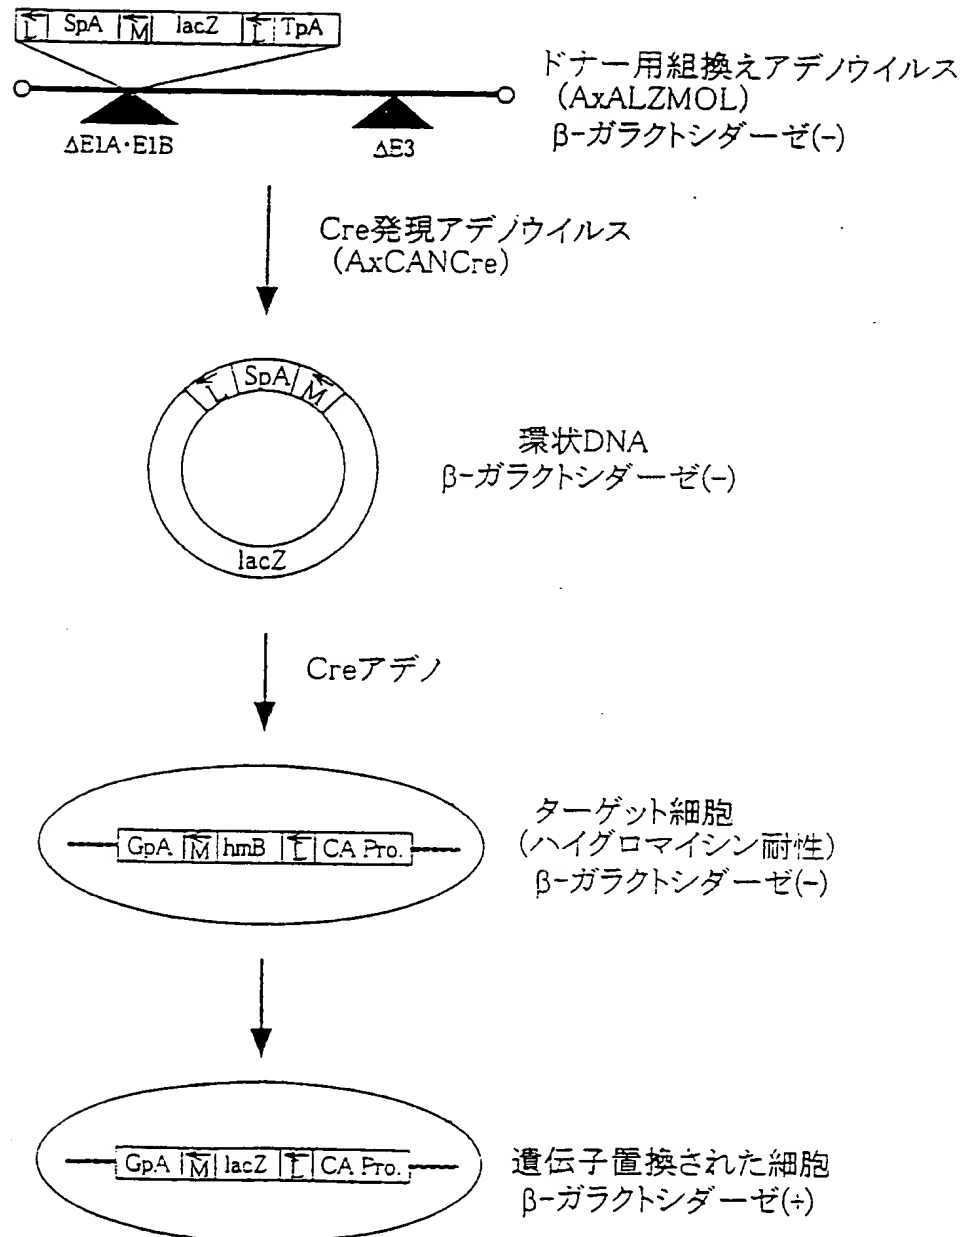 L SpA M lacZ L TpA
ドナー用組換えアデノウイルス
(AxALZMOL)
β-ガラクトシダーゼ(-)
ΔE1A·E1B
ΔE3
Cre発現アデノウイルス
(AxCANCre)
L SpA M
lacZ
環状DNA
β-ガラクトシダーゼ(-)
Creアデノ
GpA M hmB L CA Pro.
ターゲット細胞
(ハイグロマイシン耐性)
β-ガラクトシダーゼ(-)
GpA M lacZ L CA Pro.
遺伝子置換された細胞
β-ガラクトシダーゼ(+)